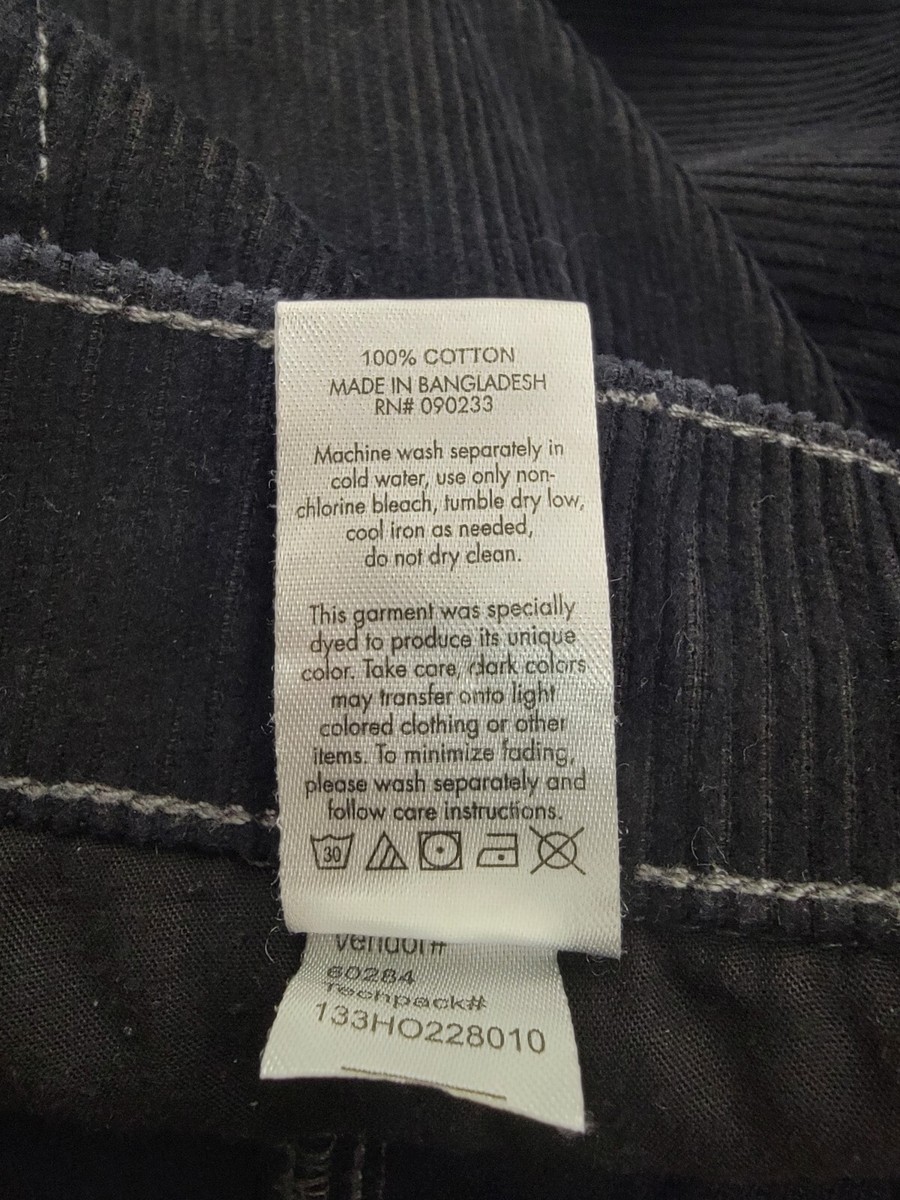 100% COTTON
MADE IN BANGLADESH
RN# 090233
Machine wash separately in
cold water, use only non-
chlorine bleach, tumble dry low,
cool iron as needed,
do not dry clean.
This garment was specially
dyed to produce its unique
color. Take care, dark colors
may transfer onto light
colored clothing or other
items. To minimize fading,
please wash separately and
follow care instructions.
30
Vendor#
60284
Techpack#
133HO228010